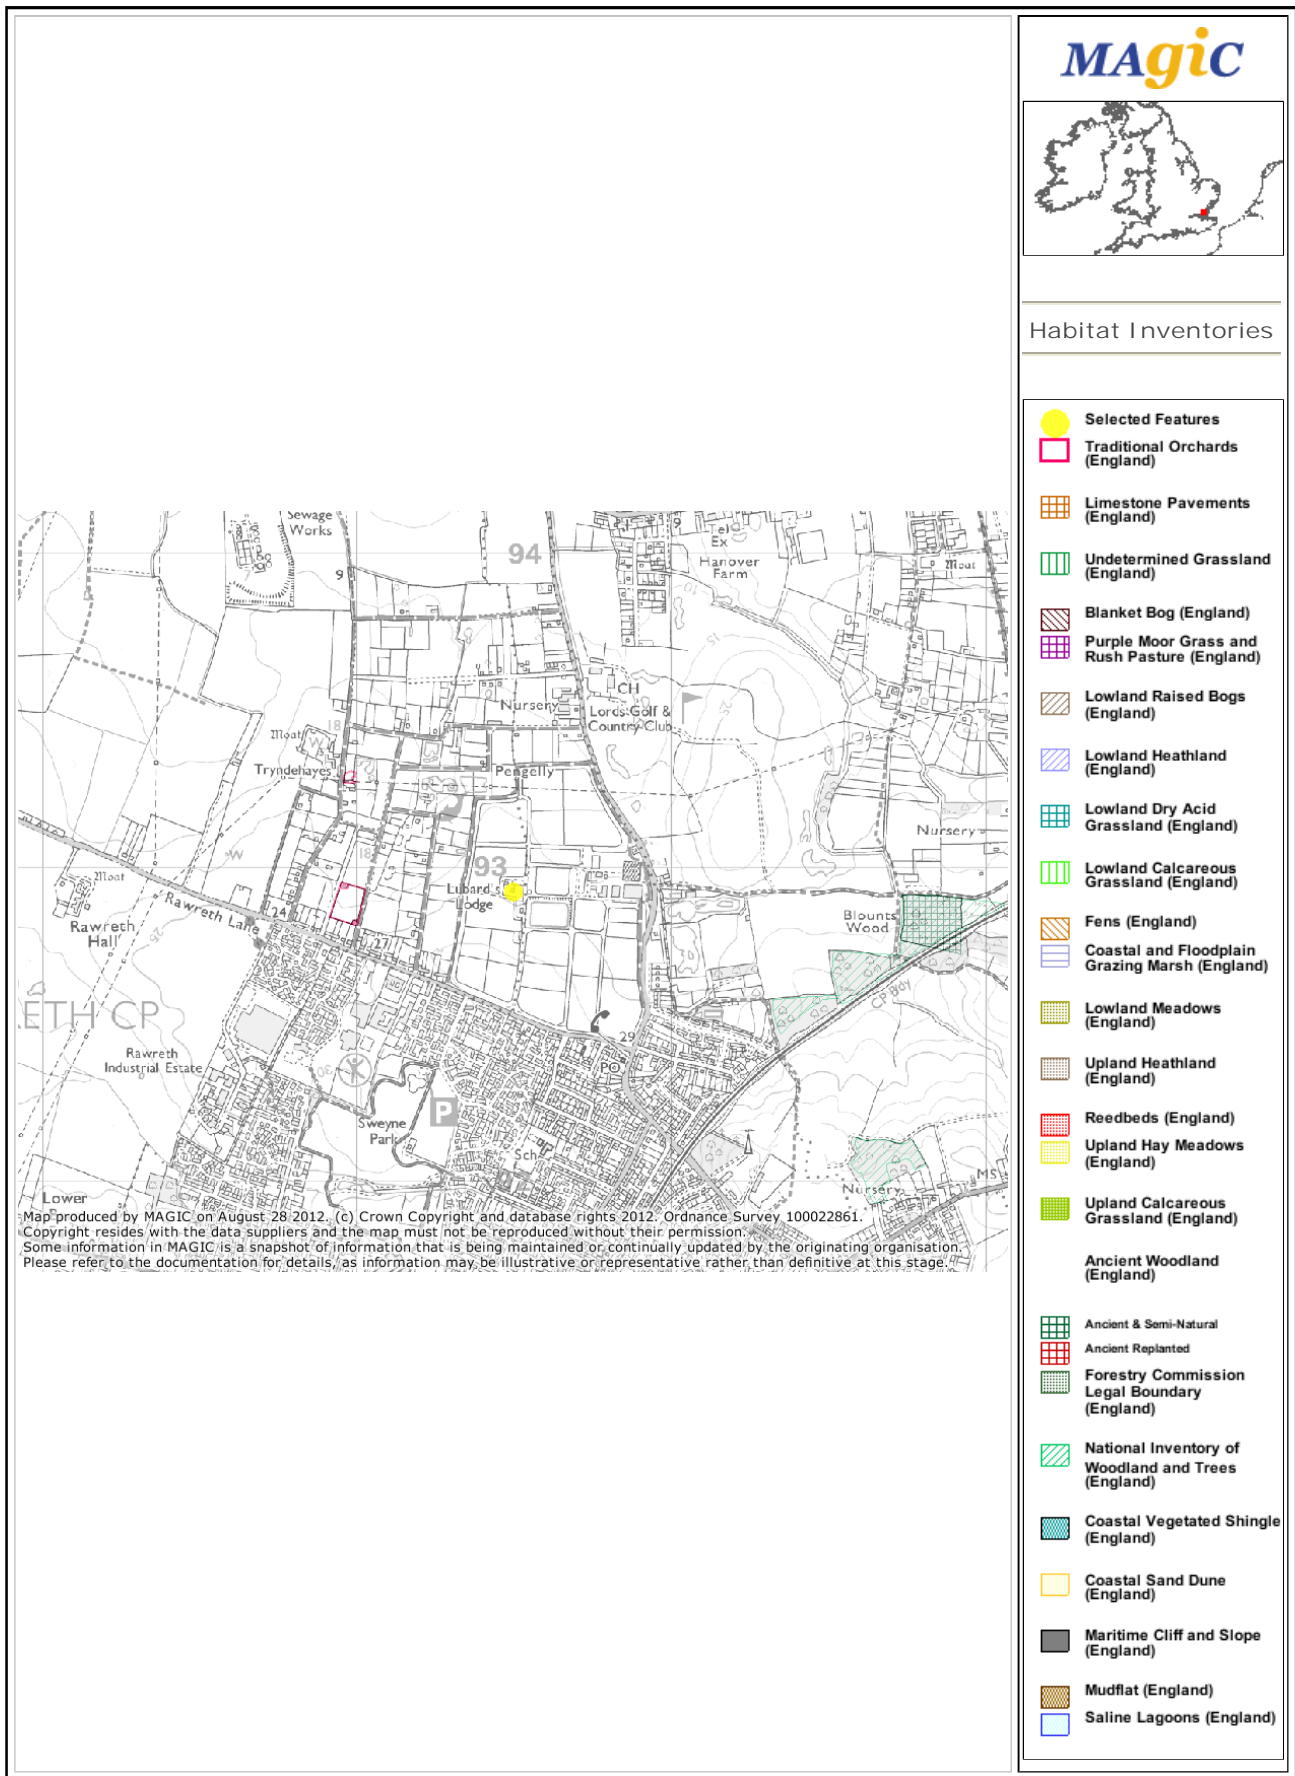 Sewage
Works
9
94
9
Tel
Ex
Hanover
Farm
Moat
CH
Nursery
Lords Golf &
Country Club
Moat
Tryndehayes
Pengelly
Nursery
93
Moat
Lubard's
Lodge
Rawreth Lane
24
Rawreth
Hall
27
Blounts
Wood
CP Bdy
ETH CP
29
Rawreth
Industrial Estate
PO
P
Sweyne
Park
Sch
MS
Nursery
Lower
Map produced by MAGIC on August 28 2012. (c) Crown Copyright and database rights 2012. Ordnance Survey 100022861.
Copyright resides with the data suppliers and the map must not be reproduced without their permission.
Some information in MAGIC is a snapshot of information that is being maintained or continually updated by the originating organisation.
Please refer to the documentation for details, as information may be illustrative or representative rather than definitive at this stage.
MAgiC
Habitat Inventories
Selected Features
Traditional Orchards
(England)
Limestone Pavements
(England)
Undetermined Grassland
(England)
Blanket Bog (England)
Purple Moor Grass and
Rush Pasture (England)
Lowland Raised Bogs
(England)
Lowland Heathland
(England)
Lowland Dry Acid
Grassland (England)
Lowland Calcareous
Grassland (England)
Fens (England)
Coastal and Floodplain
Grazing Marsh (England)
Lowland Meadows
(England)
Upland Heathland
(England)
Reedbeds (England)
Upland Hay Meadows
(England)
Upland Calcareous
Grassland (England)
Ancient Woodland
(England)
Ancient & Semi-Natural
Ancient Replanted
Forestry Commission
Legal Boundary
(England)
National Inventory of
Woodland and Trees
(England)
Coastal Vegetated Shingle
(England)
Coastal Sand Dune
(England)
Maritime Cliff and Slope
(England)
Mudflat (England)
Saline Lagoons (England)